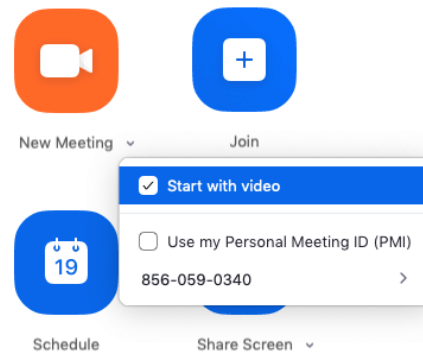 New Meeting
Join
Start with video
Use my Personal Meeting ID (PMI)
856-059-0340
19
Schedule
Share Screen